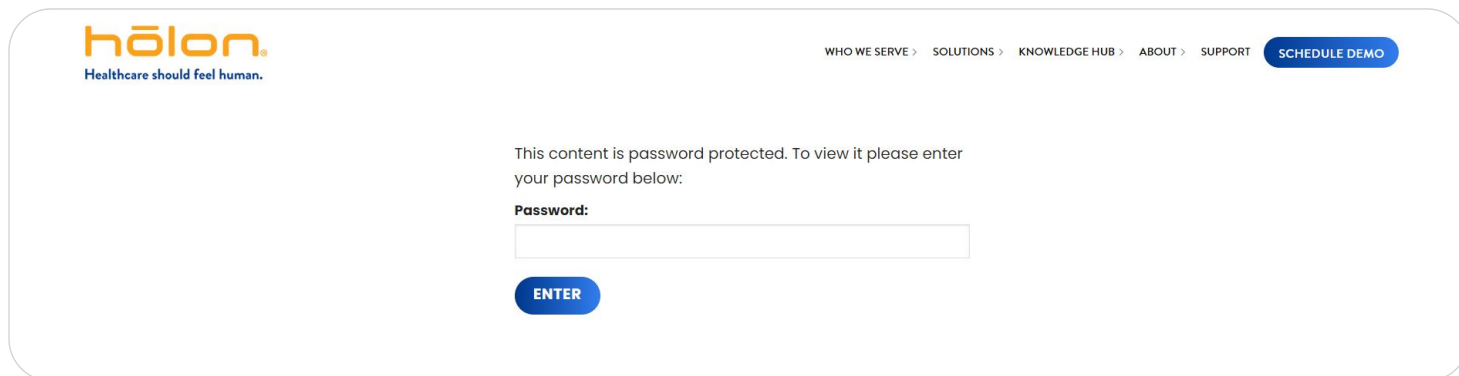 hōlon®
Healthcare should feel human.
WHO WE SERVE > SOLUTIONS > KNOWLEDGE HUB > ABOUT > SUPPORT SCHEDULE DEMO
This content is password protected. To view it please enter
your password below:
Password:
ENTER